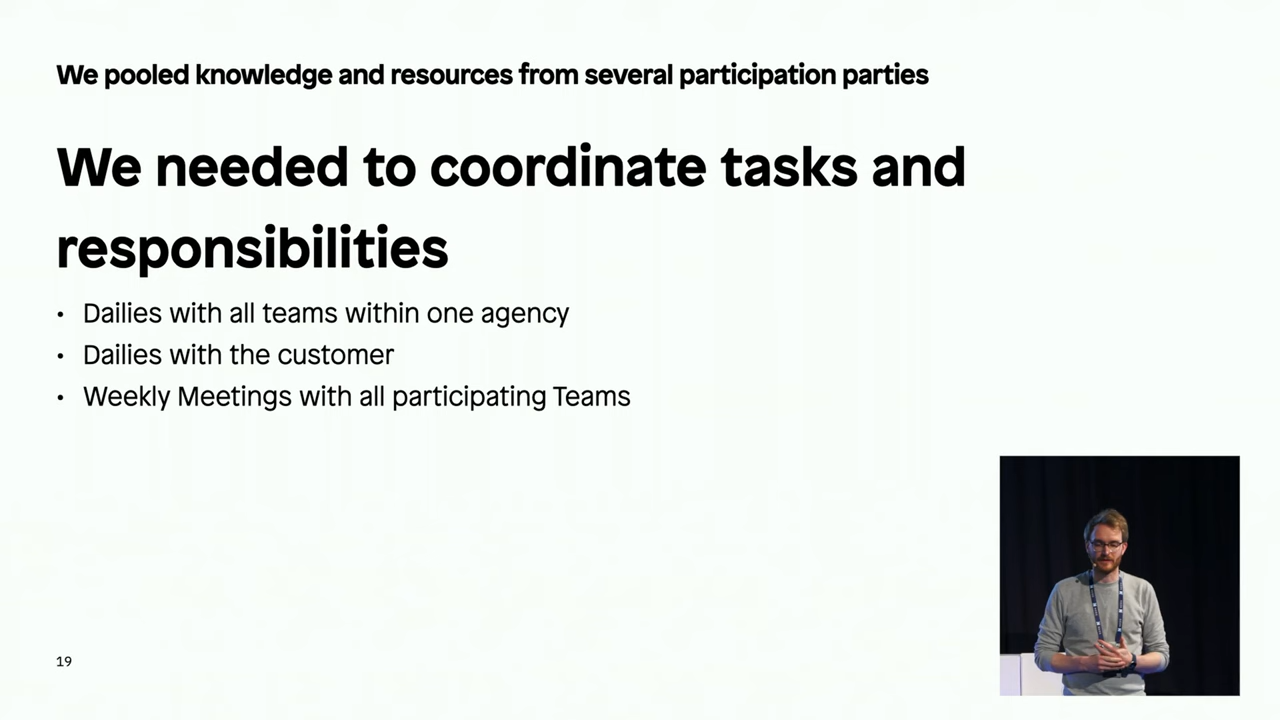 We pooled knowledge and resources from several participation parties
We needed to coordinate tasks and
responsibilities
• Dailies with all teams within one agency
• Dailies with the customer
• Weekly Meetings with all participating Teams
19